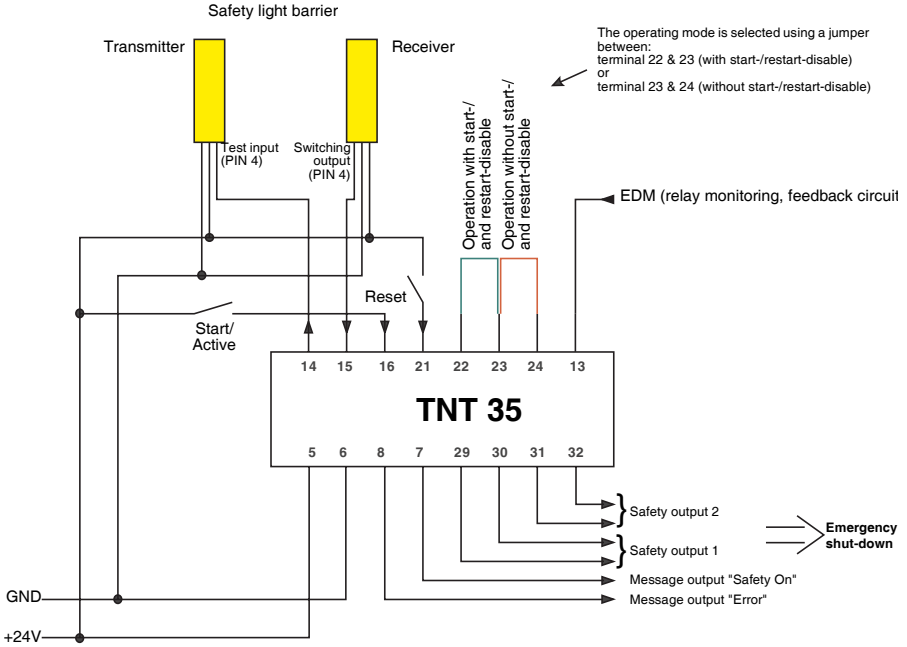 Safety light barrier
Transmitter
Receiver
The operating mode is selected using a jumper
between:
terminal 22 & 23 (with start-/restart-disable)
or
terminal 23 & 24 (without start-/restart-disable)
Test input
(PIN 4)
Switching
output
(PIN 4)
Operation with start-/
and restart-disable
Operation without start-/
and restart-disable
EDM (relay monitoring, feedback circuit
Reset
Start/
Active
14 15 16 21 22 23 24 13
TNT 35
5 6 8 7 29 30 31 32
Safety output 2
Safety output 1
Emergency
shut-down
Message output "Safety On"
Message output "Error"
GND
+24V